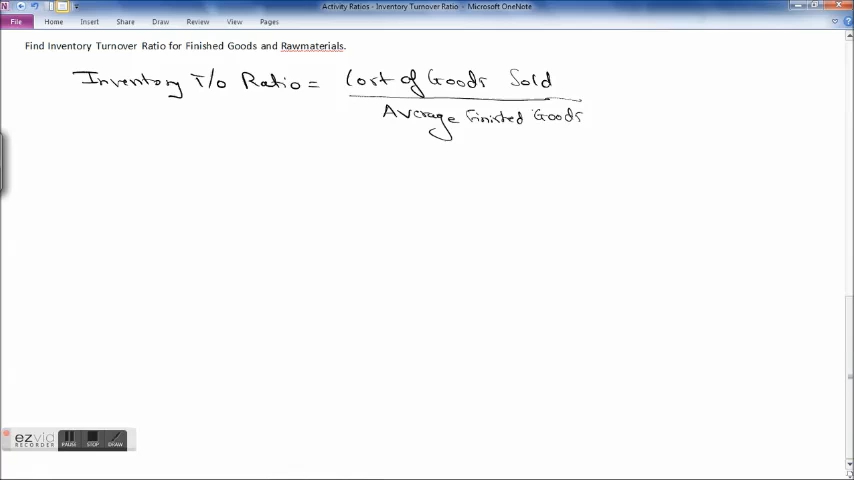 Activity Ratios - Inventory Turnover Ratio - Microsoft OneNote
File Home Insert Share Draw Review View Pages
Find Inventory Turnover Ratio for Finished Goods and Rawmaterials.
Inventory T/o Ratio = Cost of Goods Sold
Average Finished Goods
ezvid
RECORDER
PAUSE STOP DRAW